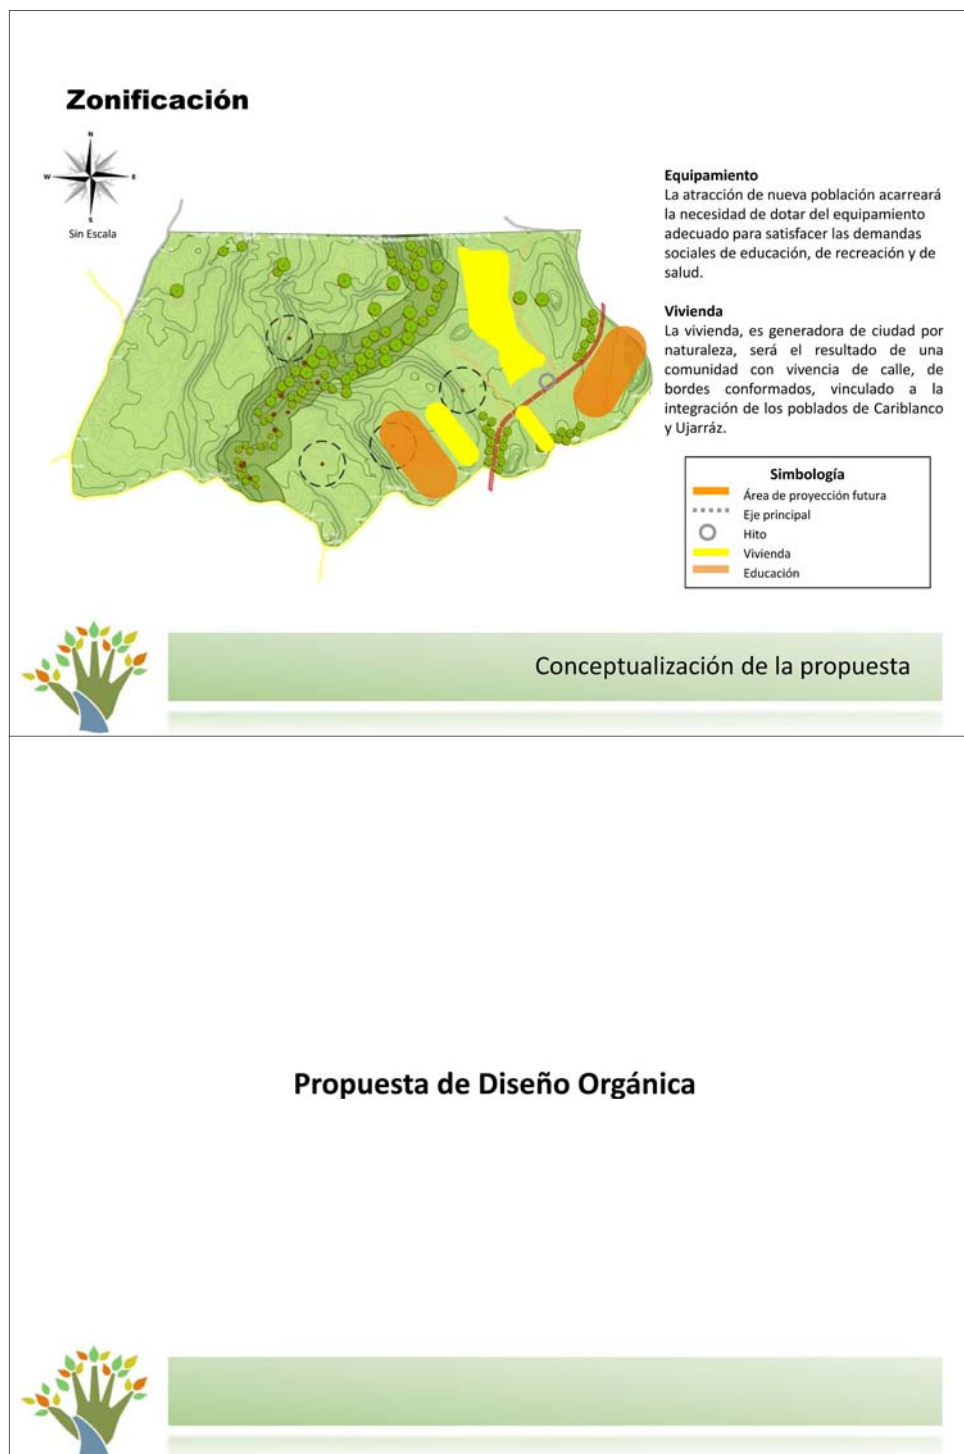 Zonificación
N
W
E
S
Sin Escala
Equipamiento
La atracción de nueva población acarreará
la necesidad de dotar del equipamiento
adecuado para satisfacer las demandas
sociales de educación, de recreación y de
salud.
Vivienda
La vivienda, es generadora de ciudad por
naturaleza, será el resultado de una
comunidad con vivencia de calle, de
bordes conformados, vinculado a la
integración de los poblados de Cariblanco
y Ujarráz.
Simbología
Área de proyección futura
Eje principal
Hito
Vivienda
Educación
Conceptualización de la propuesta
Propuesta de Diseño Orgánica